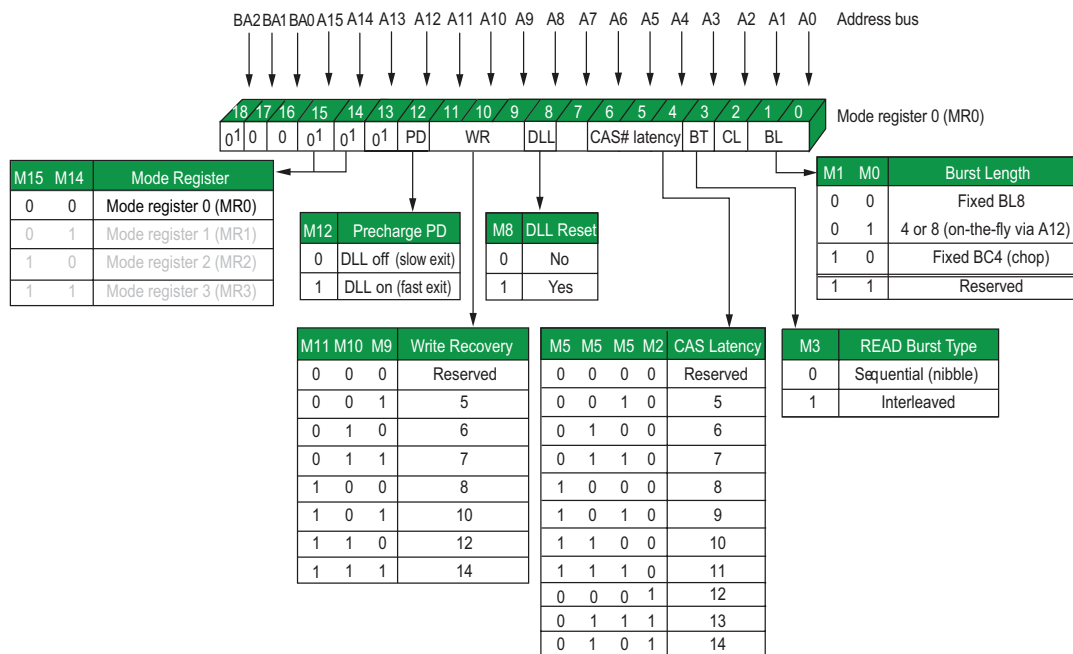 BA2 BA1 BA0 A15 A14 A13 A12 A11 A10 A9 A8 A7 A6 A5 A4 A3 A2 A1 A0 Address bus
18 17 16 15 14 13 12 11 10 9 8 7 6 5 4 3 2 1 0 Mode register 0 (MR0)
0¹ 0 0 0¹ 0¹ 0¹ PD WR DLL CAS# latency BT CL BL
M15 M14 Mode Register
0 0 Mode register 0 (MR0)
0 1 Mode register 1 (MR1)
1 0 Mode register 2 (MR2)
1 1 Mode register 3 (MR3)
M12 Precharge PD
0 DLL off (slow exit)
1 DLL on (fast exit)
M8 DLL Reset
0 No
1 Yes
M1 M0 Burst Length
0 0 Fixed BL8
0 1 4 or 8 (on-the-fly via A12)
1 0 Fixed BC4 (chop)
1 1 Reserved
M11 M10 M9 Write Recovery
0 0 0 Reserved
0 0 1 5
0 1 0 6
0 1 1 7
1 0 0 8
1 0 1 10
1 1 0 12
1 1 1 14
M5 M5 M5 M2 CAS Latency
0 0 0 0 Reserved
0 0 1 0 5
0 1 0 0 6
0 1 1 0 7
1 0 0 0 8
1 0 1 0 9
1 1 0 0 10
1 1 1 0 11
0 0 0 1 12
0 1 1 1 13
0 1 0 1 14
M3 READ Burst Type
0 Sequential (nibble)
1 Interleaved